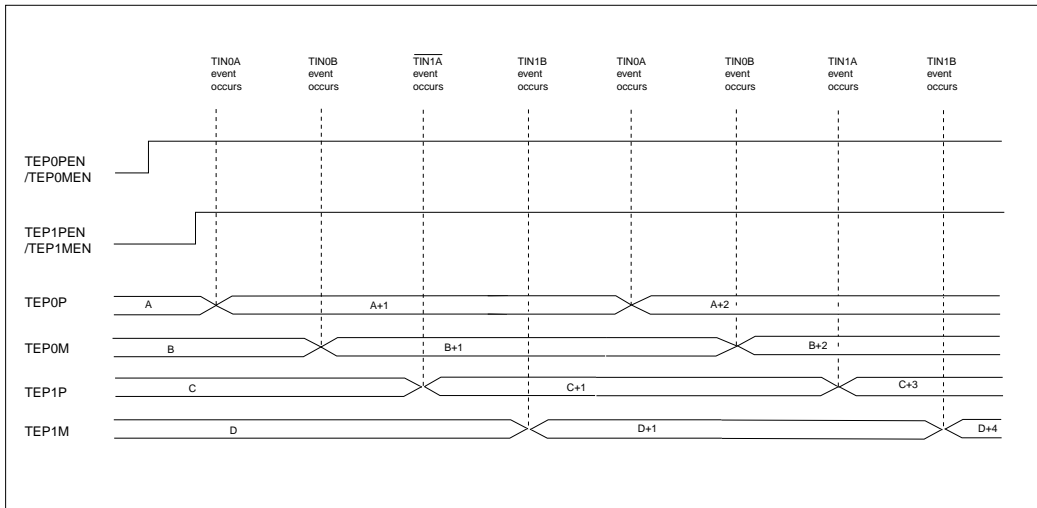 TIN0A
event
occurs
TIN0B
event
occurs
TIN1A
event
occurs
TIN1B
event
occurs
TIN0A
event
occurs
TIN0B
event
occurs
TIN1A
event
occurs
TIN1B
event
occurs
TEP0PEN
/TEP0MEN
TEP1PEN
/TEP1MEN
TEP0P A A+1 A+2
TEP0M B B+1 B+2
TEP1P C C+1 C+3
TEP1M D D+1 D+4